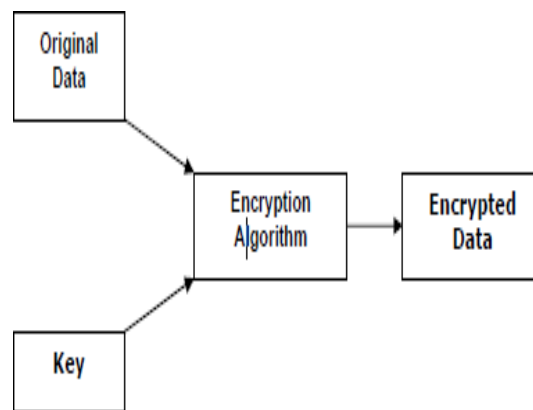 Original
Data
Encryption
Algorithm
Encrypted
Data
Key